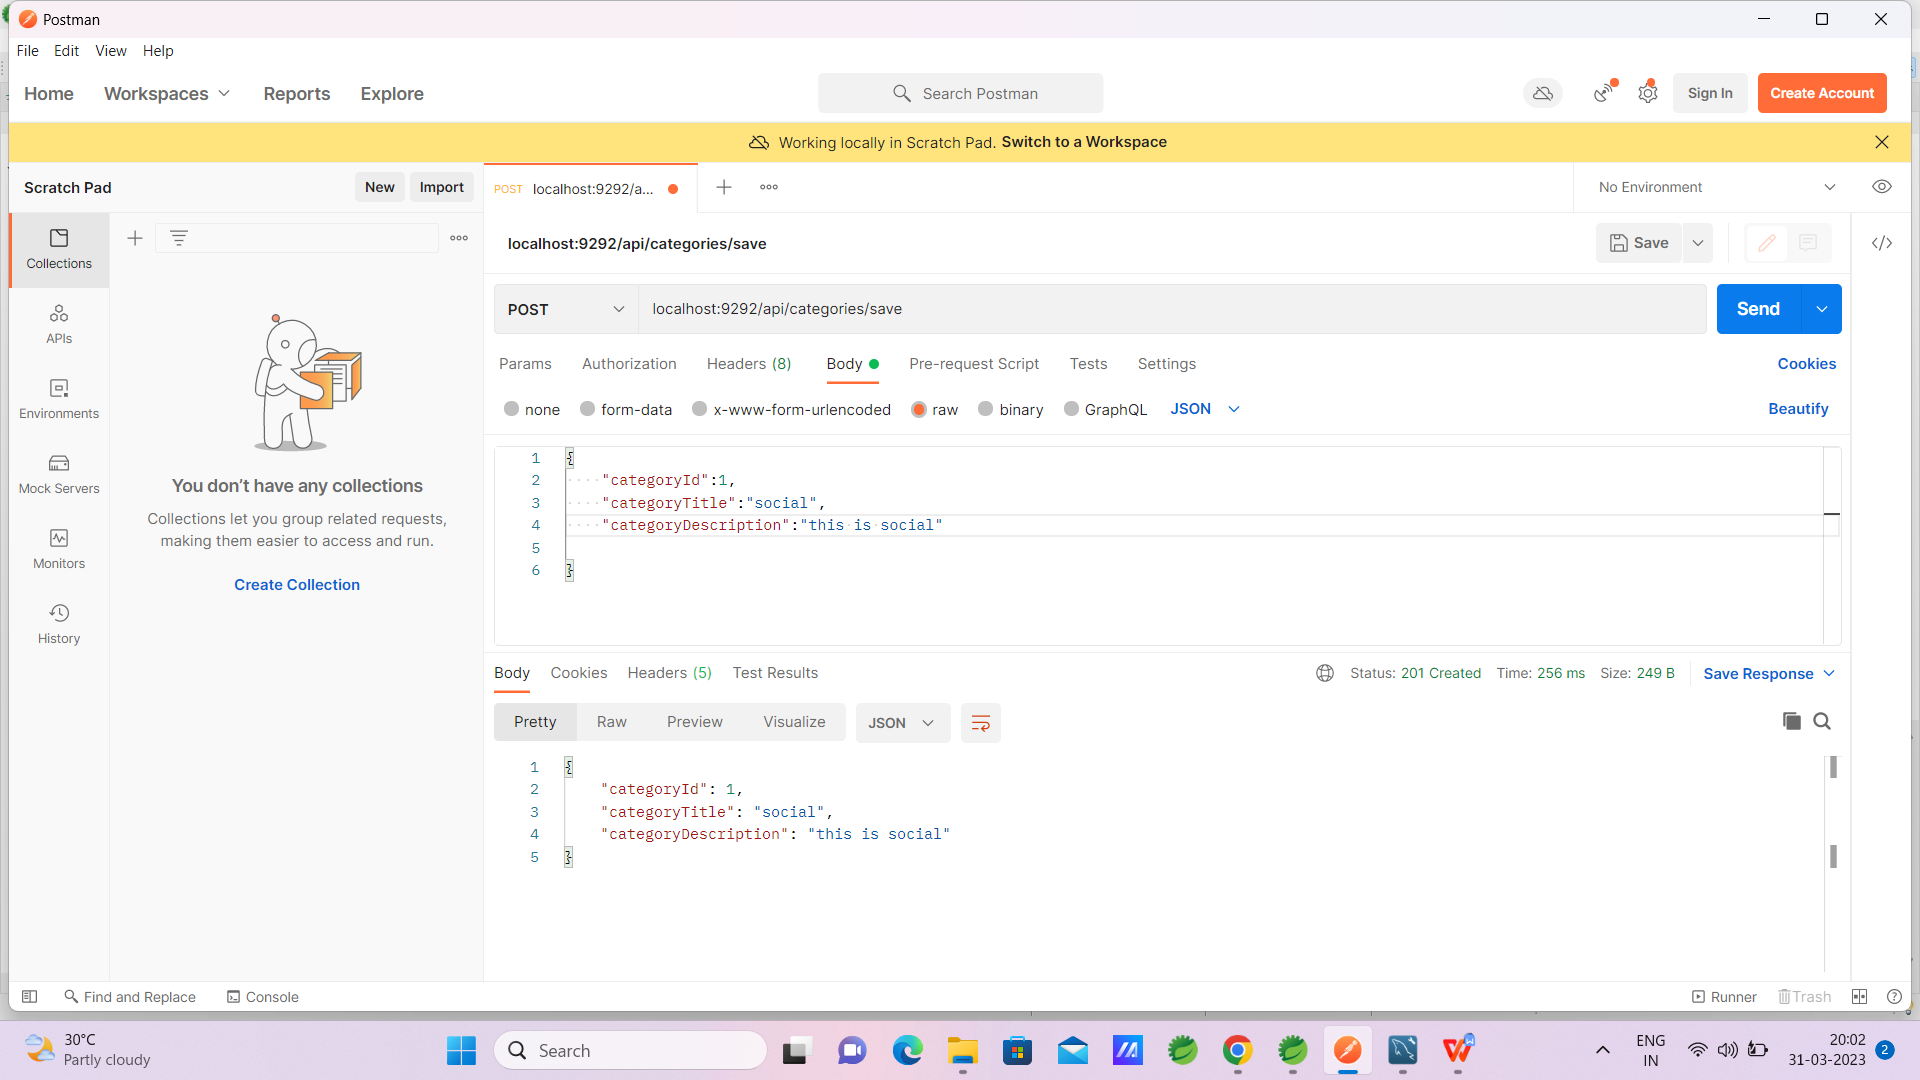 Postman
File Edit View Help
Home Workspaces Reports Explore
Search Postman
Sign In
Create Account
Working locally in Scratch Pad. Switch to a Workspace
Scratch Pad
New
Import
POST localhost:9292/a...
No Environment
Collections
APIs
Environments
Mock Servers
Monitors
History
You don't have any collections
Collections let you group related requests,
making them easier to access and run.
Create Collection
localhost:9292/api/categories/save
Save
POST
localhost:9292/api/categories/save
Send
Params Authorization Headers (8) Body Pre-request Script Tests Settings
Cookies
none form-data x-www-form-urlencoded raw binary GraphQL JSON
Beautify
1 {
2 "categoryId":1,
3 "categoryTitle":"social",
4 "categoryDescription":"this is social"
5
6 }
Body Cookies Headers (5) Test Results
Status: 201 Created Time: 256 ms Size: 249 B
Save Response
Pretty Raw Preview Visualize
JSON
1 {
2 "categoryId": 1,
3 "categoryTitle": "social",
4 "categoryDescription": "this is social"
5 }
Find and Replace
Console
Runner
Trash
30°C
Partly cloudy
Search
ENG
IN
20:02
31-03-2023
2